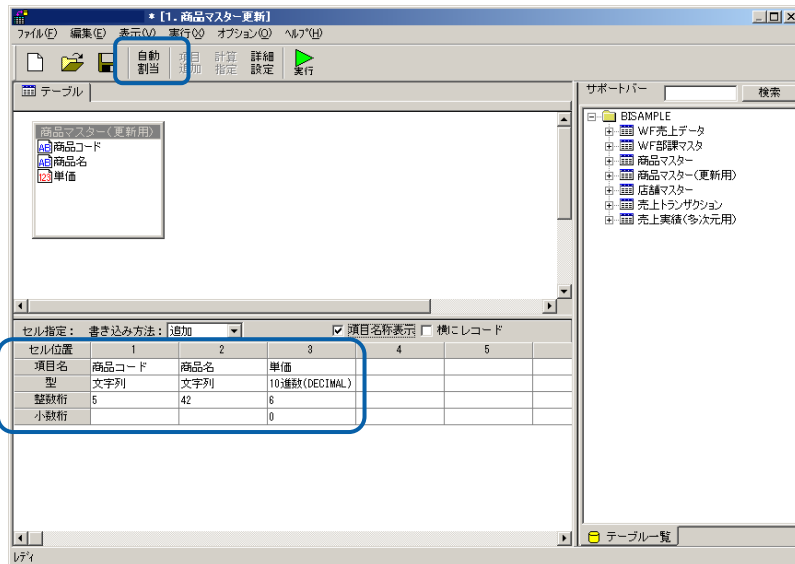 * [1. 商品マスター更新]
ファイル(F) 編集(E) 表示(V) 実行(X) オプション(O) ヘルプ(H)
自動割当 項目追加 計算指定 詳細設定 実行
テーブル
商品マスター(更新用)
AB 商品コード
AB 商品名
123 単価
セル指定： 書き込み方法： 追加 項目名称表示 横にレコード
セル位置 1 2 3 4 5
項目名 商品コード 商品名 単価
型 文字列 文字列 10進数(DECIMAL)
整数桁 5 42 6
小数桁 0
レディ
サポートバー 検索
BISAMPLE
WF売上データ
WF部課マスタ
商品マスター
商品マスター(更新用)
店舗マスター
売上トランザクション
売上実績(多次元用)
テーブル一覧